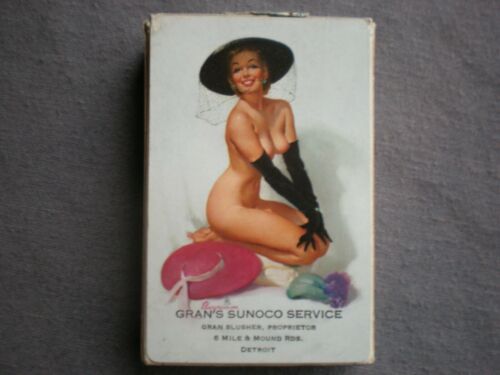 GRAN'S SUNOCO SERVICE
GRAN SLUSHER, PROPRIETOR
6 MILE & MOUND RDS.
DETROIT